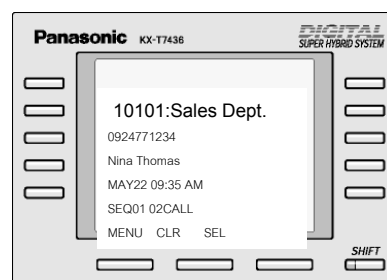 Panasonic KX-T7436
DIGITAL
SUPER HYBRID SYSTEM
10101:Sales Dept.
0924771234
Nina Thomas
MAY22 09:35 AM
SEQ01 02CALL
MENU CLR SEL
SHIFT